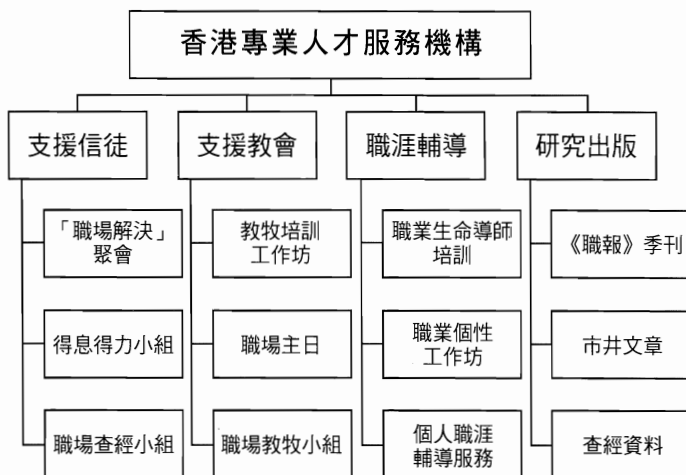 香港專業人才服務機構
支援信徒
支援教會
職涯輔導
研究出版
「職場解決」
聚會
教牧培訓
工作坊
職業生命導師
培訓
《職報》季刊
得息得力小組
職場主日
職業個性
工作坊
市井文章
職場查經小組
職場教牧小組
個人職涯
輔導服務
查經資料